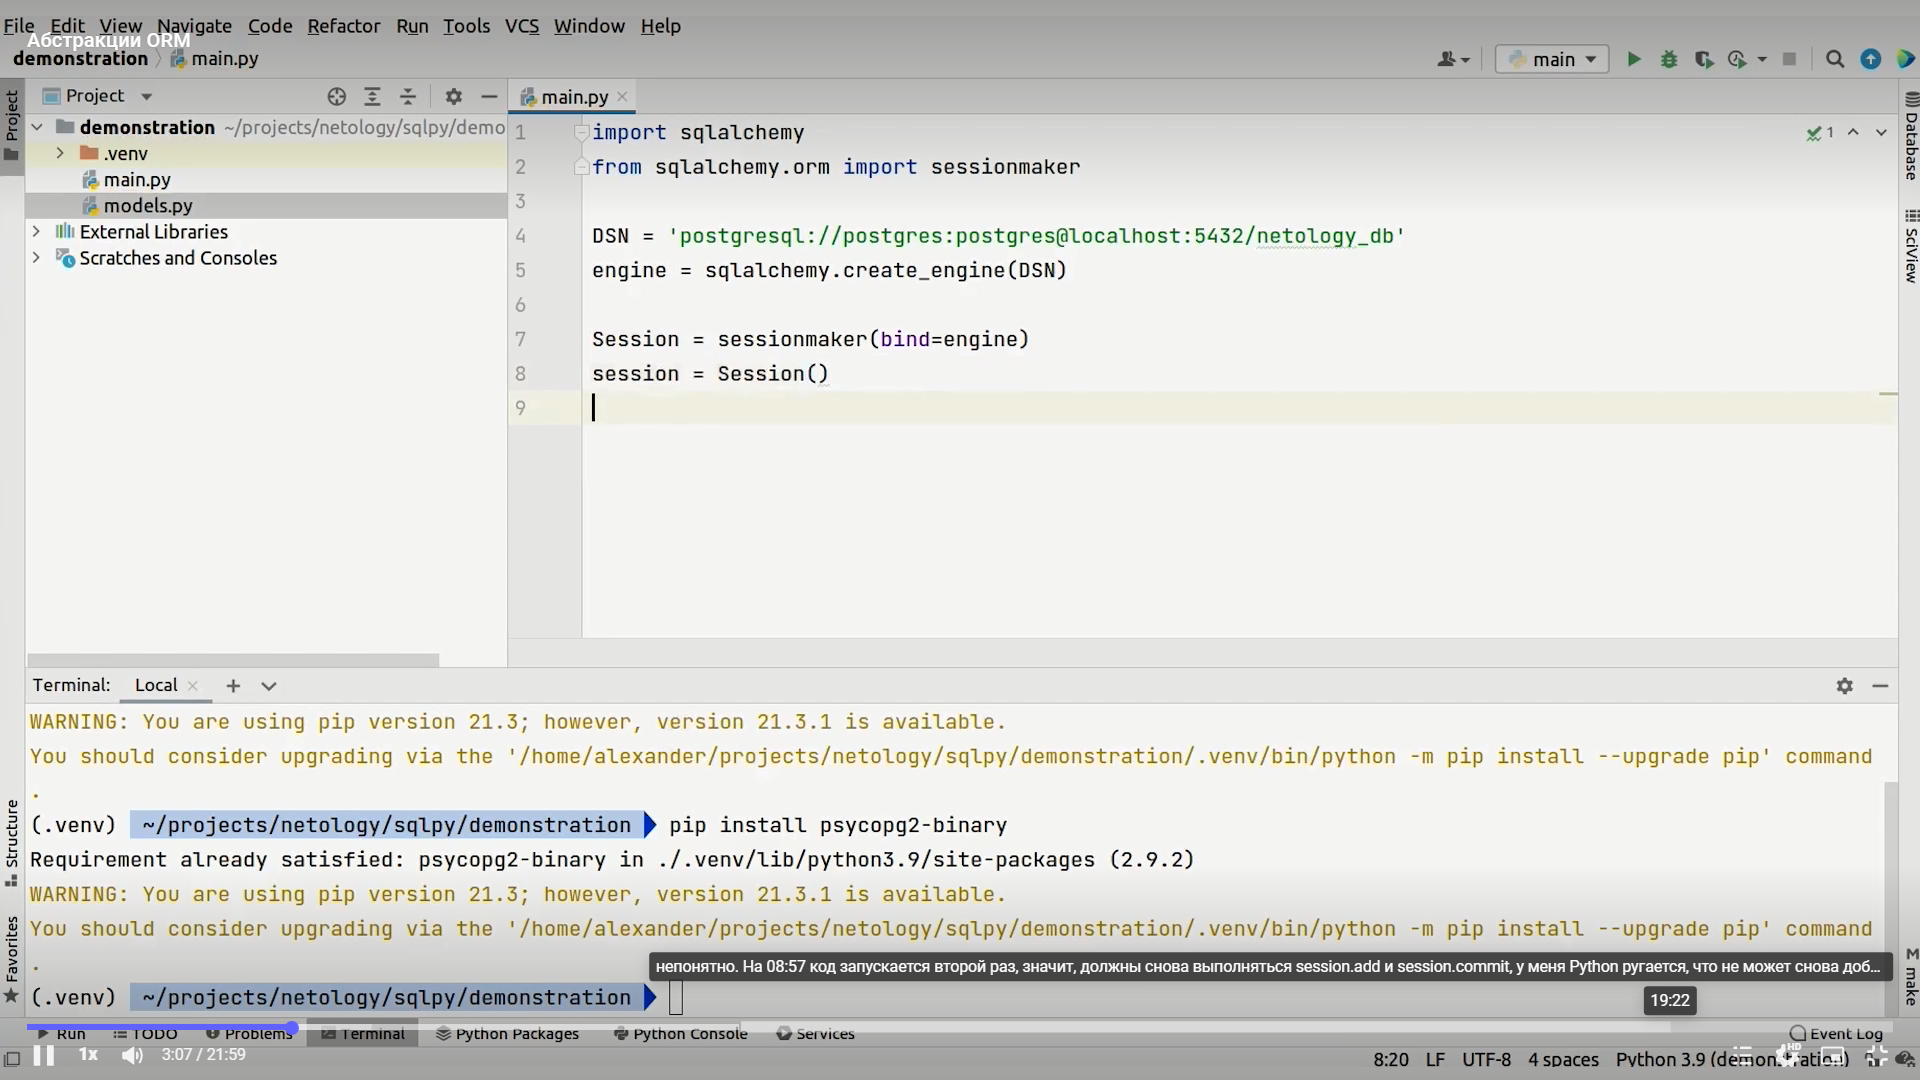 File Edit View Navigate Code Refactor Run Tools VCS Window Help
Абстракции ORM
demonstration main.py
main
Project
main.py
Project
demonstration ~/projects/netology/sqlpy/demo
.venv
main.py
models.py
External Libraries
Scratches and Consoles
1 import sqlalchemy
2 from sqlalchemy.orm import sessionmaker
3
4 DSN = 'postgresql://postgres:postgres@localhost:5432/netology_db'
5 engine = sqlalchemy.create_engine(DSN)
6
7 Session = sessionmaker(bind=engine)
8 session = Session()
9
1
Database
SciView
Terminal: Local
WARNING: You are using pip version 21.3; however, version 21.3.1 is available.
You should consider upgrading via the '/home/alexander/projects/netology/sqlpy/demonstration/.venv/bin/python -m pip install --upgrade pip' command
.
(.venv) ~/projects/netology/sqlpy/demonstration pip install psycopg2-binary
Requirement already satisfied: psycopg2-binary in ./.venv/lib/python3.9/site-packages (2.9.2)
WARNING: You are using pip version 21.3; however, version 21.3.1 is available.
You should consider upgrading via the '/home/alexander/projects/netology/sqlpy/demonstration/.venv/bin/python -m pip install --upgrade pip' command
.
непонятно. На 08:57 код запускается второй раз, значит, должны снова выполняться session.add и session.commit, у меня Python ругается, что не может снова доб...
(.venv) ~/projects/netology/sqlpy/demonstration
19:22
Structure
Favorites
M make
Run TODO Problems Terminal Python Packages Python Console Services Event Log
1x 3:07 / 21:59
HD
8:20 LF UTF-8 4 spaces Python 3.9 (demonstration)